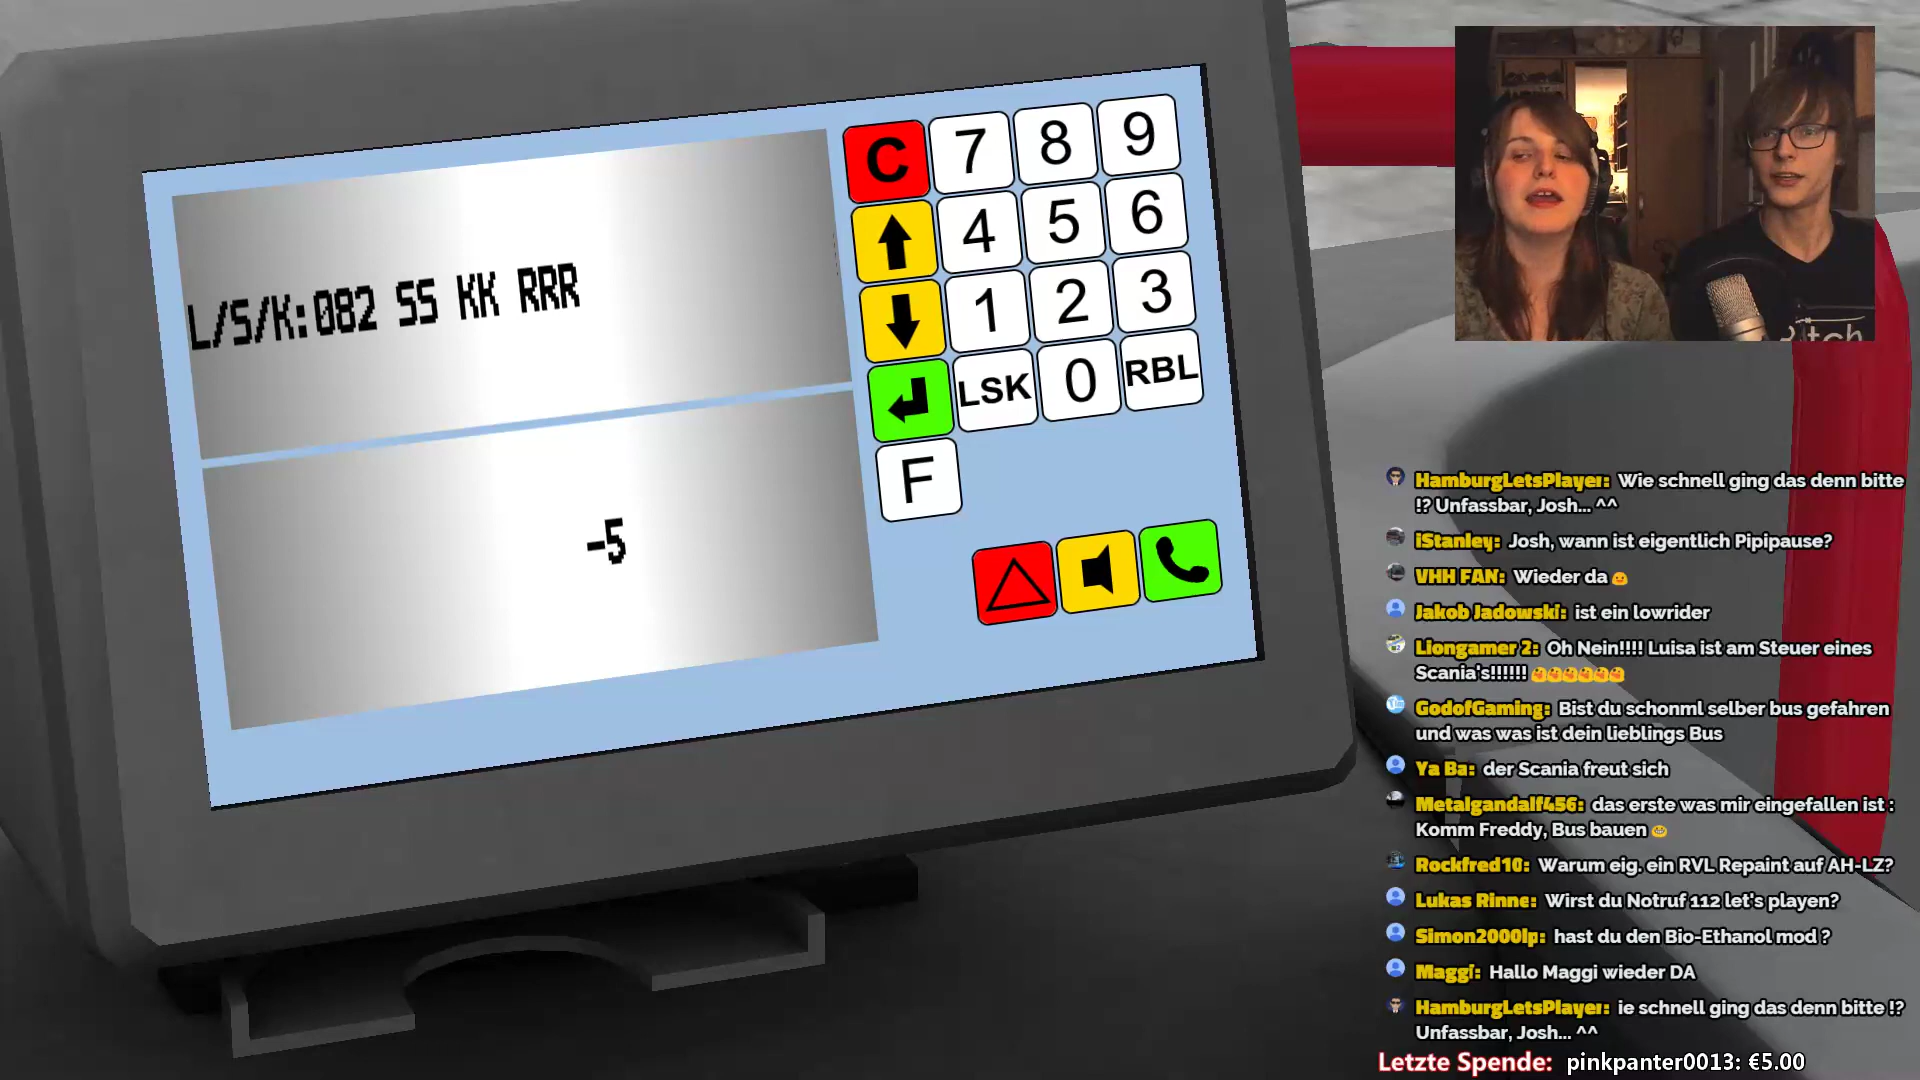 L/S/K:082 SS KK RRR
-5
C 7 8 9
4 5 6
1 2 3
LSK 0 RBL
F
HamburgLetsPlayer: Wie schnell ging das denn bitte
!? Unfassbar, Josh... ^^
iStanley: Josh, wann ist eigentlich Pipipause?
VHH FAN: Wieder da
Jakob Jadowski: ist ein lowrider
Liongamer 2: Oh Nein!!!! Luisa ist am Steuer eines
Scania's!!!!!!
GodofGaming: Bist du schonml selber bus gefahren
und was was ist dein lieblings Bus
Ya Ba: der Scania freut sich
Metalgandalf456: das erste was mir eingefallen ist :
Komm Freddy, Bus bauen
Rockfred10: Warum eig. ein RVL Repaint auf AH-LZ?
Lukas Rinne: Wirst du Notruf 112 let's playen?
Simon2000lp: hast du den Bio-Ethanol mod ?
Maggi: Hallo Maggi wieder DA
HamburgLetsPlayer: ie schnell ging das denn bitte !?
Unfassbar, Josh... ^^
Letzte Spende: pinkpanter0013: €5.00